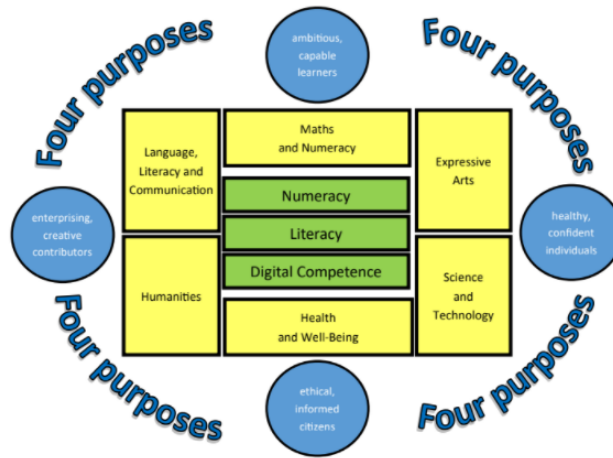 Four purposes
ambitious,
capable
learners
Four purposes
Language,
Literacy and
Communication
Maths
and Numeracy
Expressive
Arts
Numeracy
Literacy
Digital Competence
enterprising,
creative
contributors
healthy,
confident
individuals
Humanities
Health
and Well-Being
Science
and
Technology
Four purposes
ethical,
informed
citizens
Four purposes